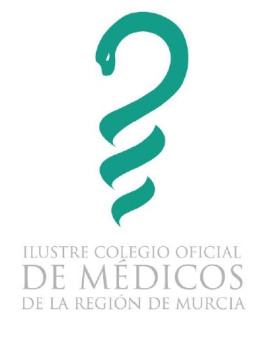 ILUSTRE COLEGIO OFICIAL
DE MÉDICOS
DE LA REGIÓN DE MURCIA